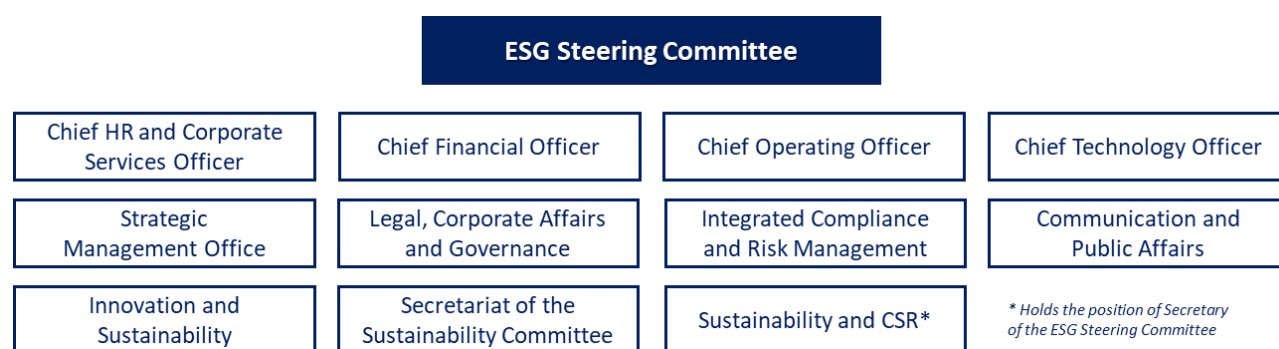 ESG Steering Committee
Chief HR and Corporate
Services Officer
Chief Financial Officer
Chief Operating Officer
Chief Technology Officer
Strategic
Management Office
Legal, Corporate Affairs
and Governance
Integrated Compliance
and Risk Management
Communication and
Public Affairs
Innovation and
Sustainability
Secretariat of the
Sustainability Committee
Sustainability and CSR*
* Holds the position of Secretary
of the ESG Steering Committee